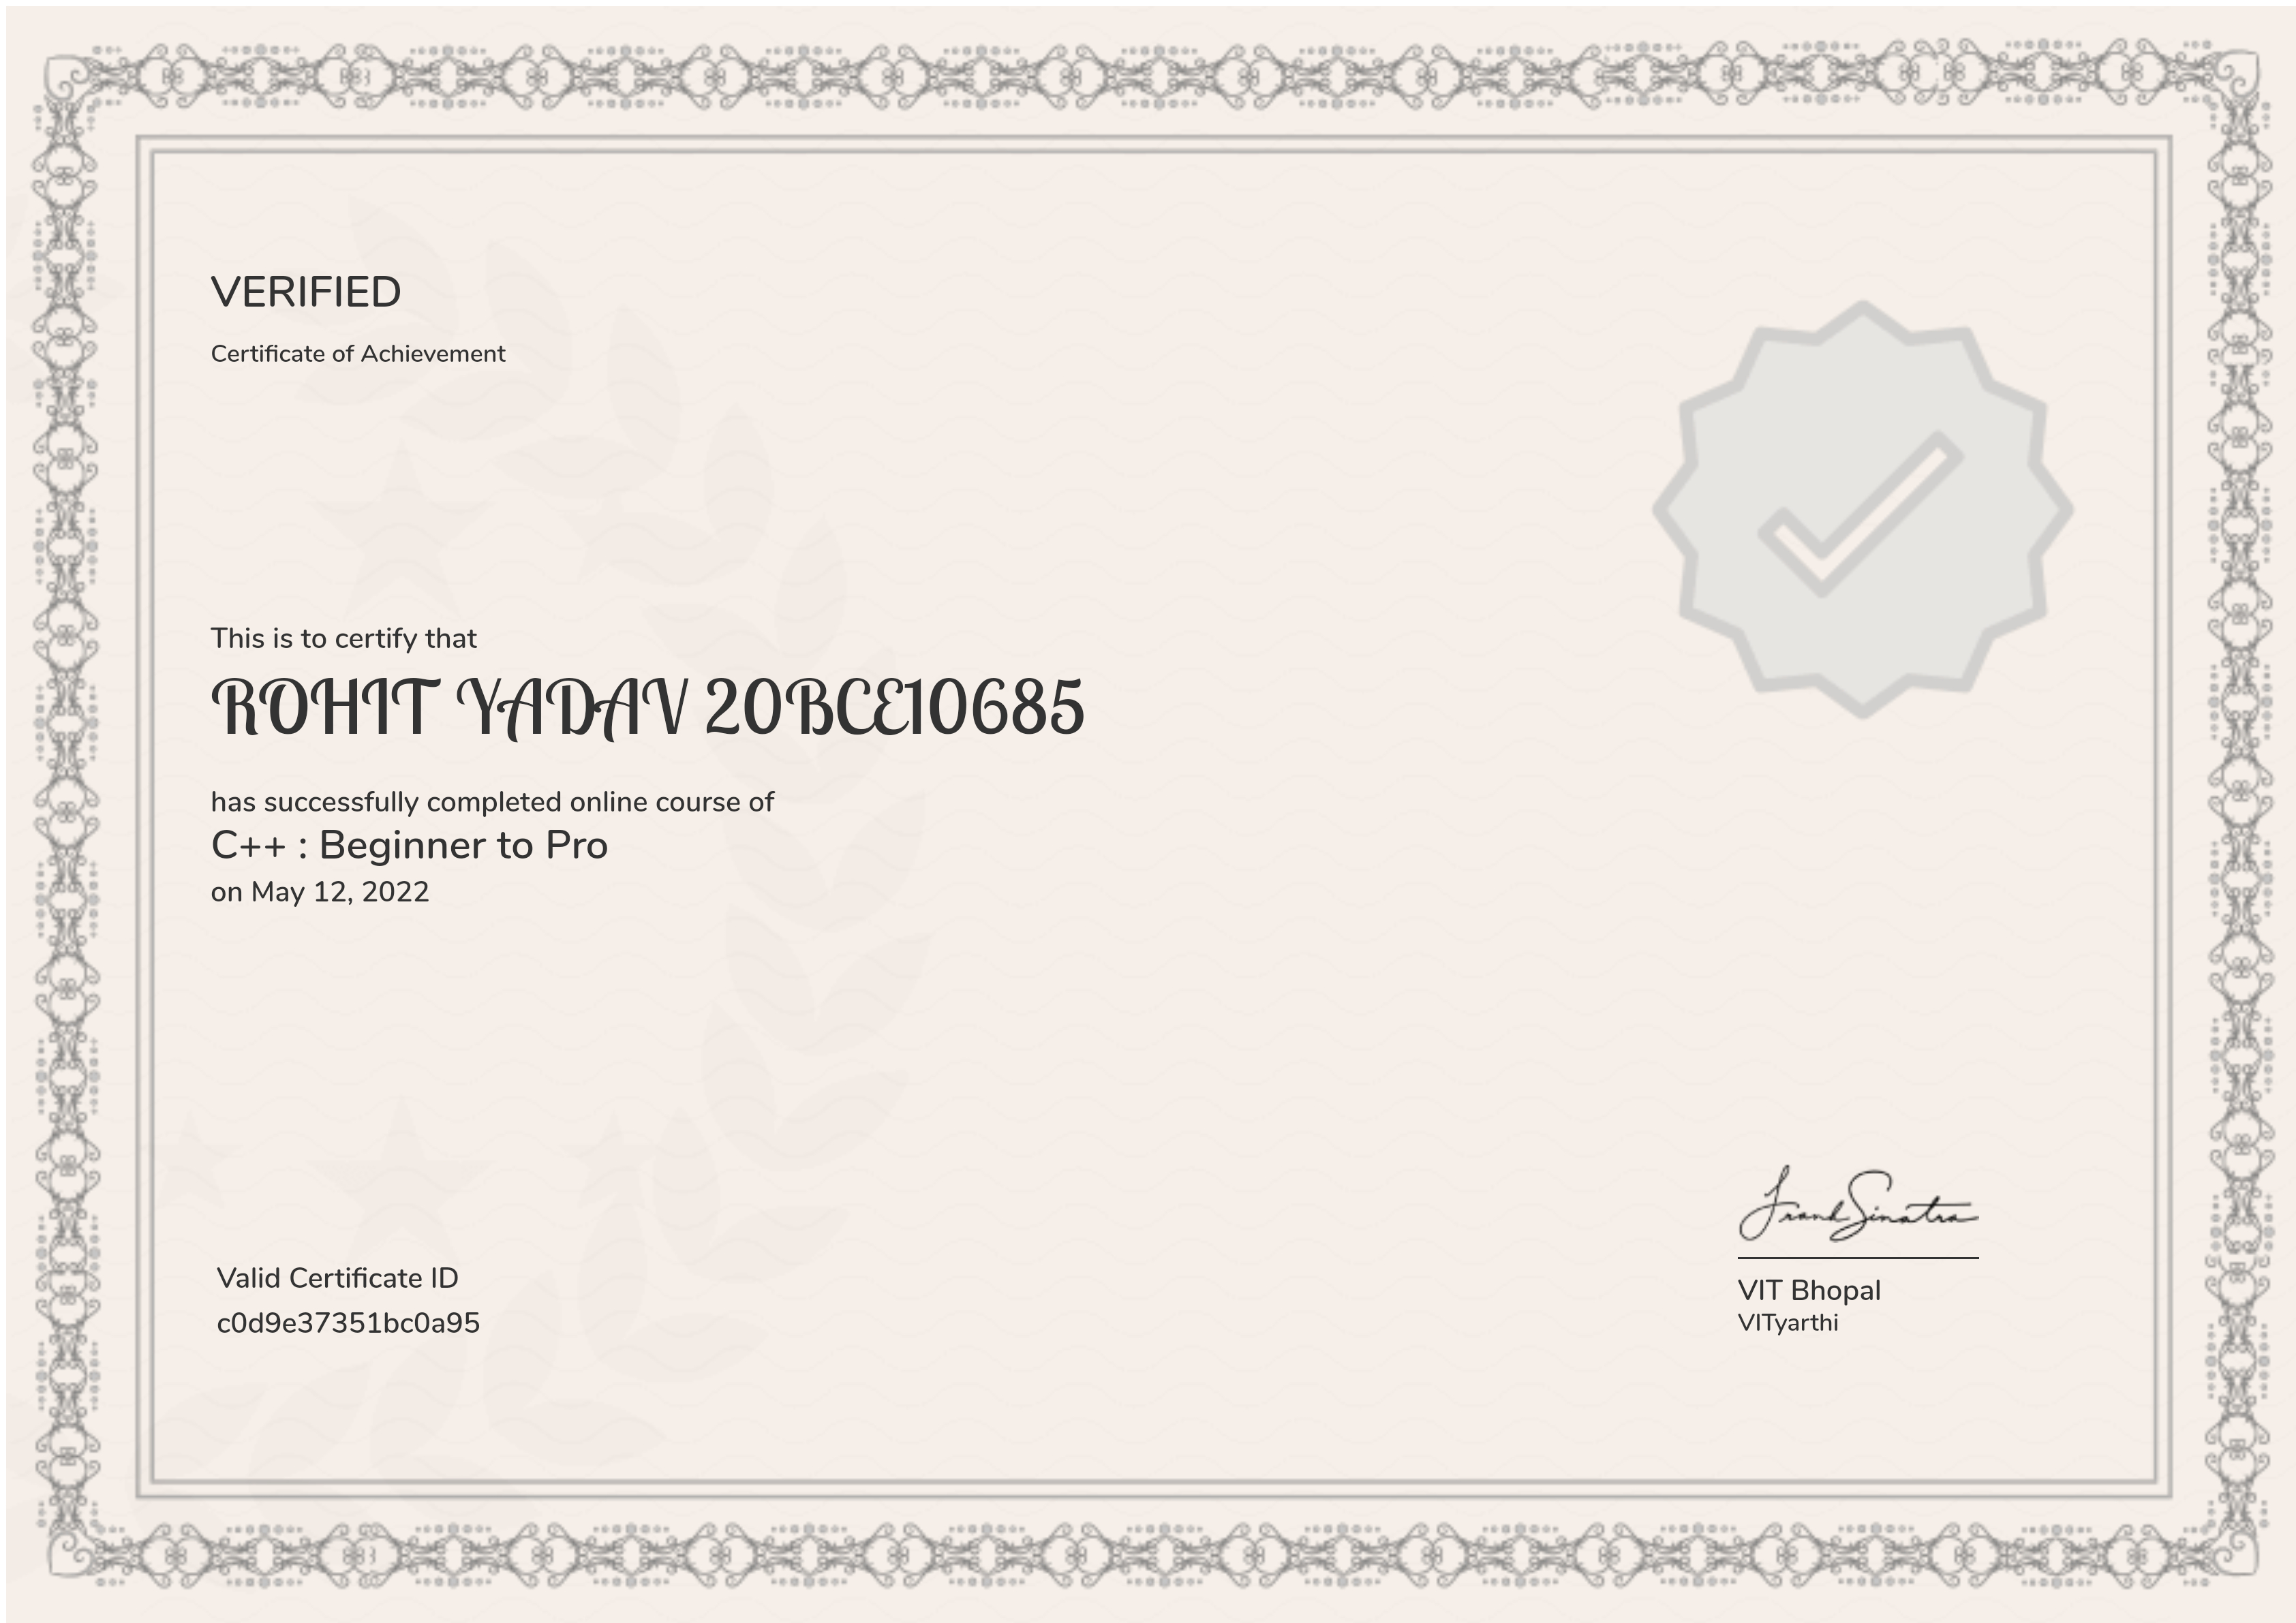 VERIFIED
Certificate of Achievement
This is to certify that
ROHIT YADAV 20BCE10685
has successfully completed online course of
C++ : Beginner to Pro
on May 12, 2022
Frank Sinatra
Valid Certificate ID
c0d9e37351bc0a95
VIT Bhopal
VITyarthi